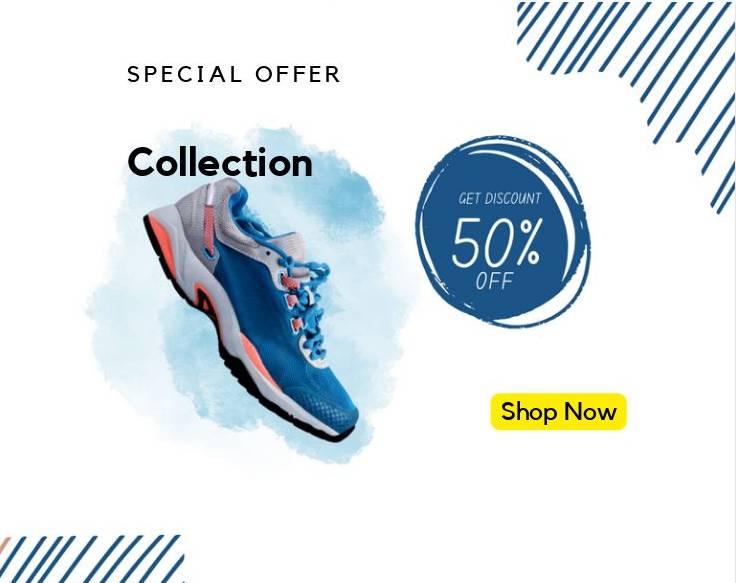 SPECIAL OFFER
Collection
GET DISCOUNT
50%
OFF
Shop Now